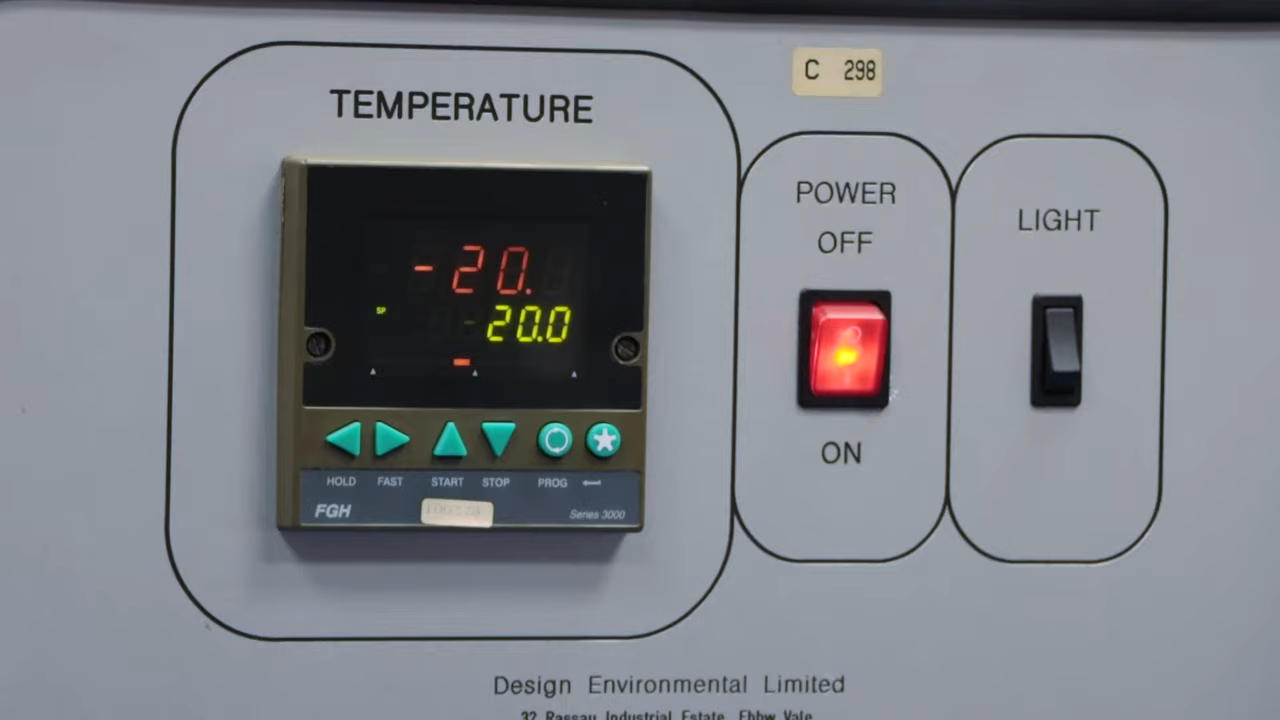 C 298
TEMPERATURE
-20.
SP
-20.0
HOLD FAST START STOP PROG
FGH
Series 3000
POWER
OFF
ON
LIGHT
Design Environmental Limited
32 Rassau Industrial Estate, Ebbw Vale